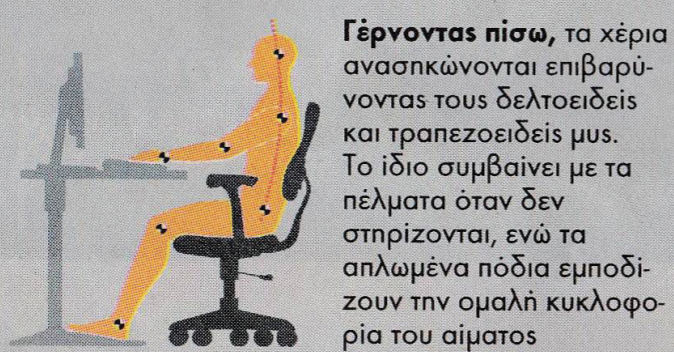 Γέρνοντας πίσω, τα χέρια
ανασηκώνονται επιβαρύ-
νοντας τους δελτοειδείς
και τραπεζοειδείς μυς.
Το ίδιο συμβαίνει με τα
πέλματα όταν δεν
στηρίζονται, ενώ τα
απλωμένα πόδια εμποδί-
ζουν την ομαλή κυκλοφο-
ρία του αίματος